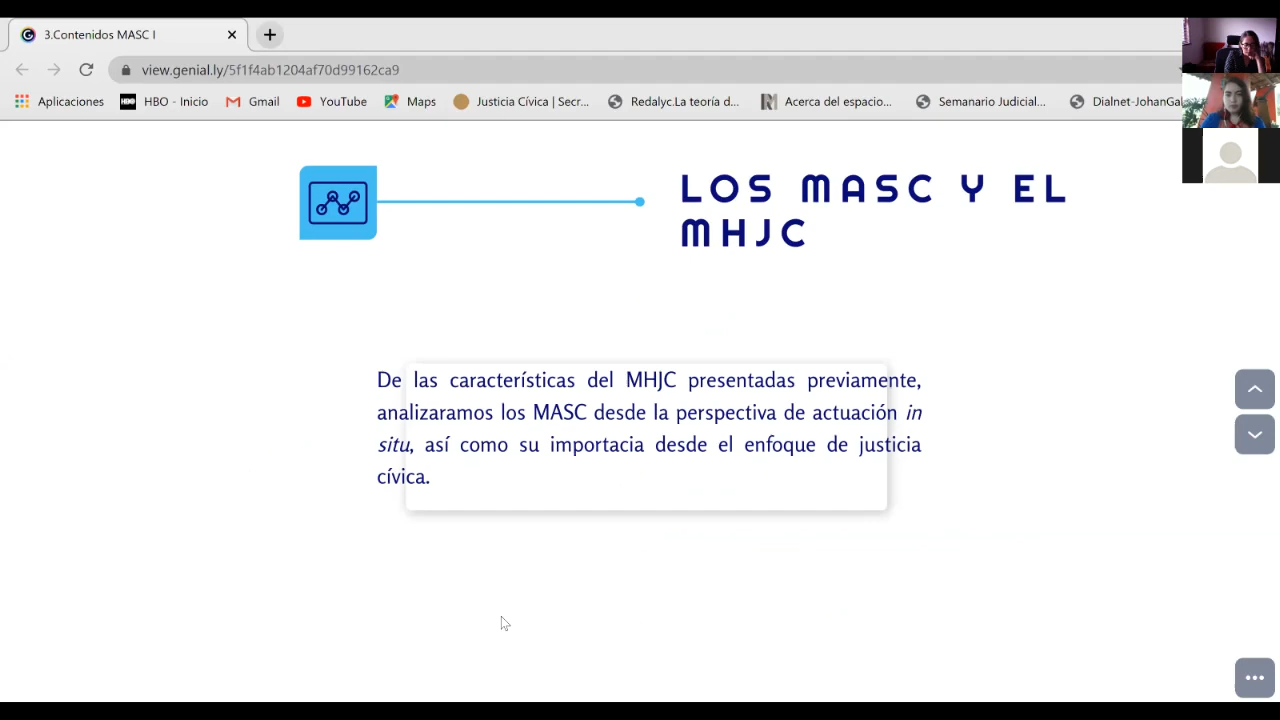 3.Contenidos MASC I
view.genial.ly/5f1f4ab1204af70d99162ca9
Aplicaciones
HBO
HBO - Inicio
Gmail
YouTube
Maps
Justicia Cívica | Secr...
Redalyc.La teoría d...
Acerca del espacio...
Semanario Judicial...
Dialnet-JohanGal
LOS MASC Y EL
MHJC
De las características del MHJC presentadas previamente,
analizaramos los MASC desde la perspectiva de actuación in
situ, así como su importacia desde el enfoque de justicia
cívica.